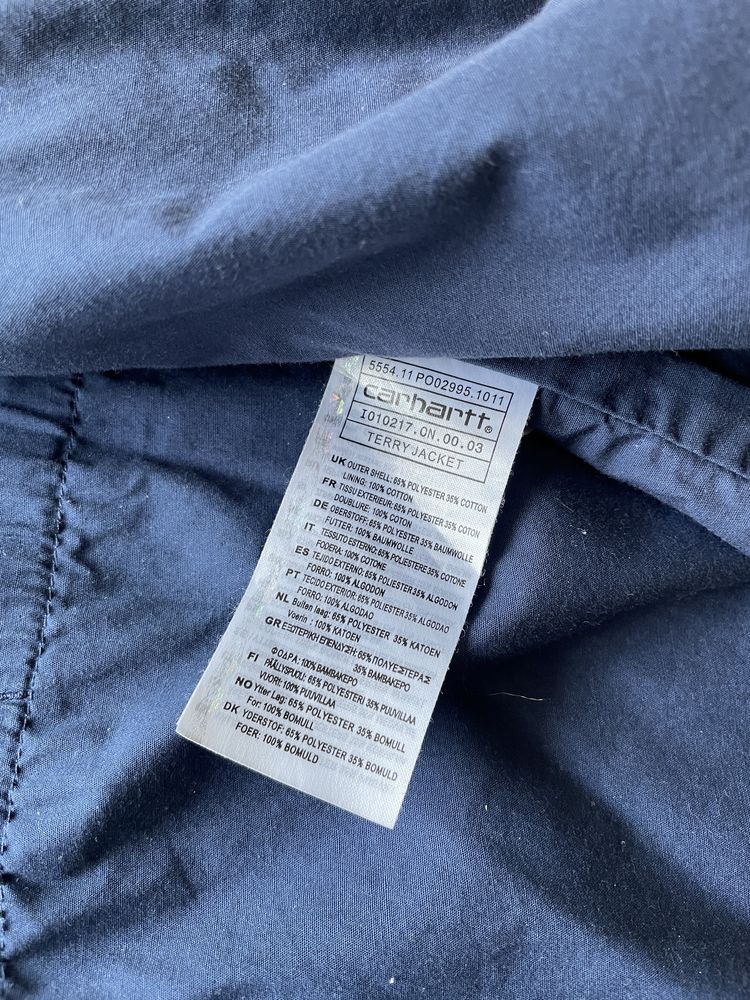 5554.11 PO02995.1011
carhartt®
I010217.0N.00.03
TERRY JACKET
UK OUTER SHELL: 65% POLYESTER 35% COTTON
LINING: 100% COTTON
FR TISSU EXTERIEUR: 65% POLYESTER 35% COTON
DOUBLURE: 100% COTON
DE OBERSTOFF: 65% POLYESTER 35% BAUMWOLLE
FUTTER: 100% BAUMWOLLE
IT TESSUTO ESTERNO: 65% POLIESTERE 35% COTONE
FODERA: 100% COTONE
ES TEJIDO EXTERNO: 65% POLIESTER 35% ALGODON
FORRO: 100% ALGODON
PT TECIDO EXTERIOR: 65% POLIESTER 35% ALGODAO
FORRO: 100% ALGODAO
NL Buiten laag: 65% POLYESTER 35% KATOEN
Voerin : 100% KATOEN
GR ΕΞΩΤΕΡΙΚΗ ΕΠΕΝΔΥΣΗ: 65% ΠΟΛΥΕΣΤΕΡΑΣ
35% ΒΑΜΒΑΚΕΡΟ
ΦΟΔΡΑ: 100% ΒΑΜΒΑΚΕΡΟ
FI PÄÄLLYSPUOLI: 65% POLYESTERI 35% PUUVILLAA
VUORI: 100% PUUVILLAA
NO Ytter Lag: 65% POLYESTER 35% BOMULL
For: 100% BOMULL
DK YDERSTOF: 65% POLYESTER 35% BOMULD
FOER: 100% BOMULD